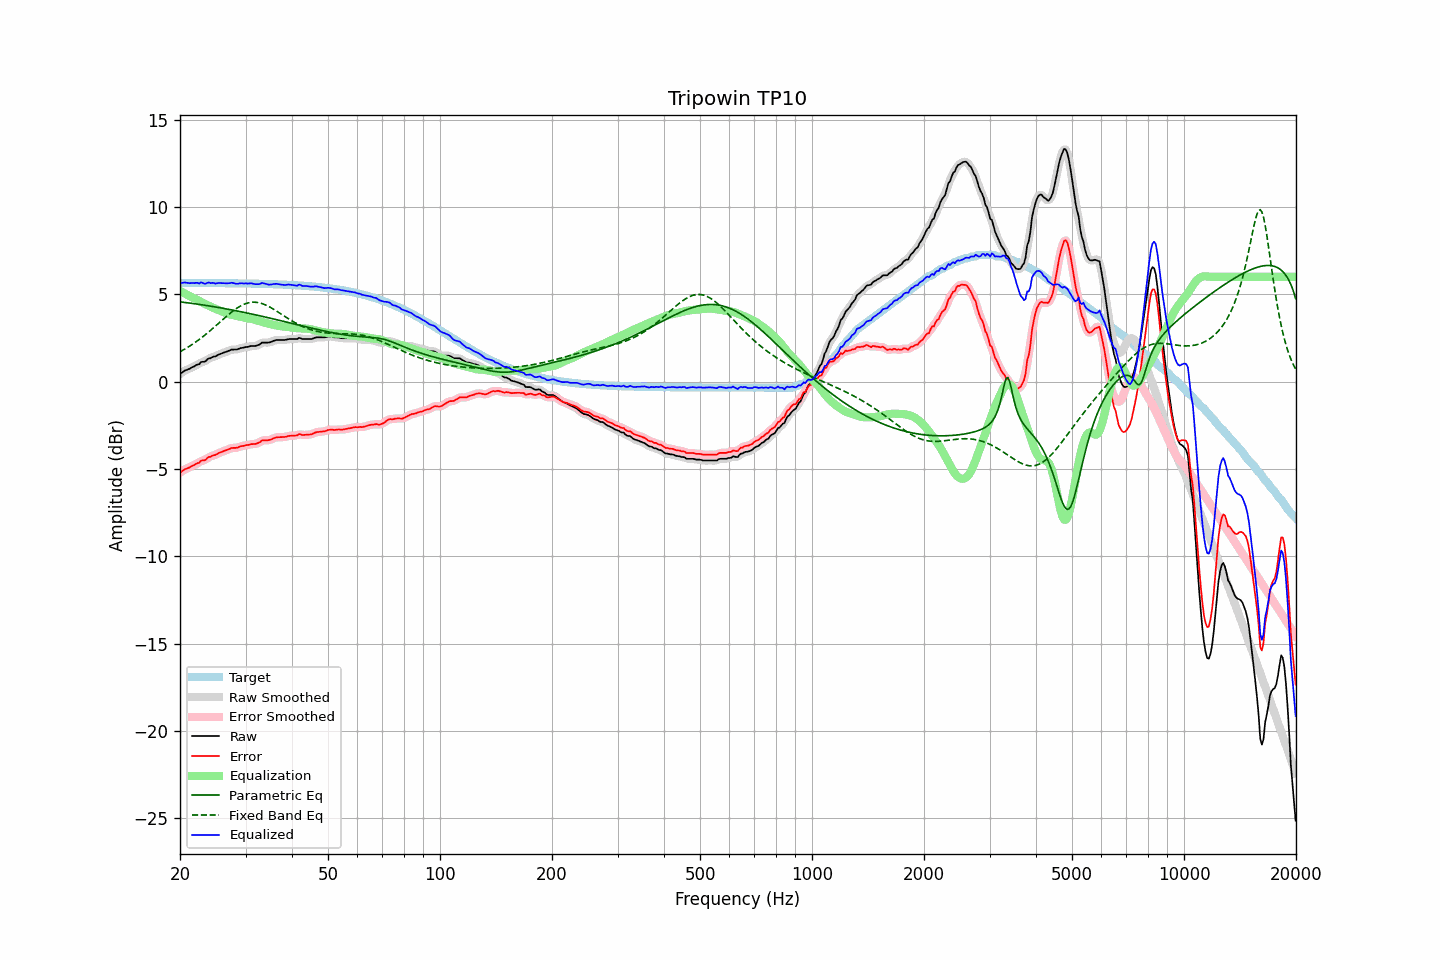 Tripowin TP10
15
10
5
0
−5
−10
−15
−20
−25
Amplitude (dBr)
Target
Raw Smoothed
Error Smoothed
Raw
Error
Equalization
Parametric Eq
Fixed Band Eq
Equalized
20 50 100 200 500 1000 2000 5000 10000 20000
Frequency (Hz)